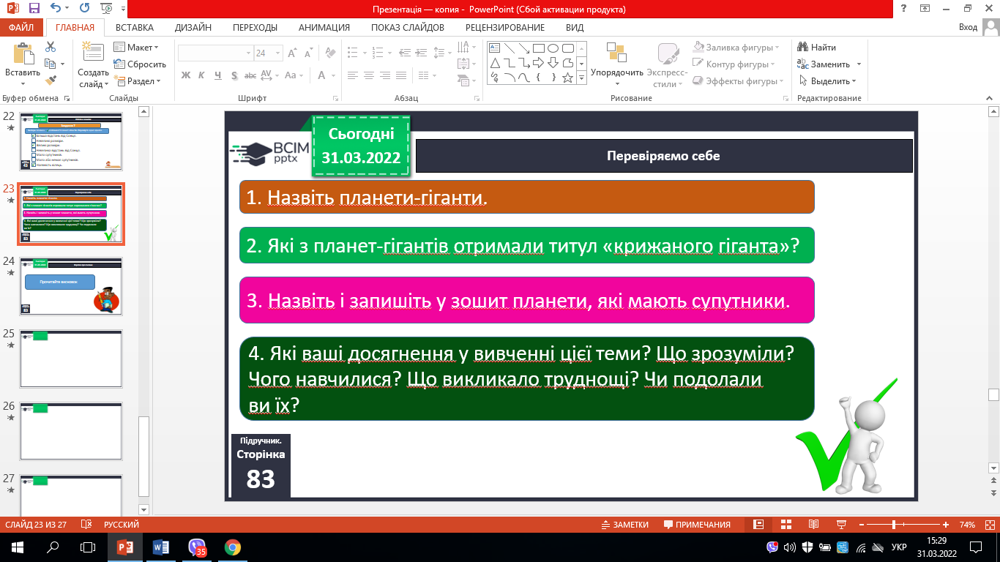 Презентація — копия - PowerPoint (Сбой активации продукта)
ФАЙЛ ГЛАВНАЯ ВСТАВКА ДИЗАЙН ПЕРЕХОДЫ АНИМАЦИЯ ПОКАЗ СЛАЙДОВ РЕЦЕНЗИРОВАНИЕ ВИД Вход
Вставить
Буфер обмена
Создать слайд
Макет
Сбросить
Раздел
Слайды
24
Ж К Ч S abc AV Aa A
Шрифт
Абзац
Упорядочить
Экспресс-стили
Заливка фигуры
Контур фигуры
Эффекты фигуры
Рисование
Найти
Заменить
Выделить
Редактирование
22
23
24
Прочитайте висновок
25
26
27
ВСІМ
pptx
Сьогодні
31.03.2022
Перевіряємо себе
1. Назвіть планети-гіганти.
2. Які з планет-гігантів отримали титул «крижаного гіганта»?
3. Назвіть і запишіть у зошит планети, які мають супутники.
4. Які ваші досягнення у вивченні цієї теми? Що зрозуміли?
Чого навчилися? Що викликало труднощі? Чи подолали
ви їх?
Підручник.
Сторінка
83
СЛАЙД 23 ИЗ 27 РУССКИЙ ЗАМЕТКИ ПРИМЕЧАНИЯ 74%
35
УКР
15:29
31.03.2022